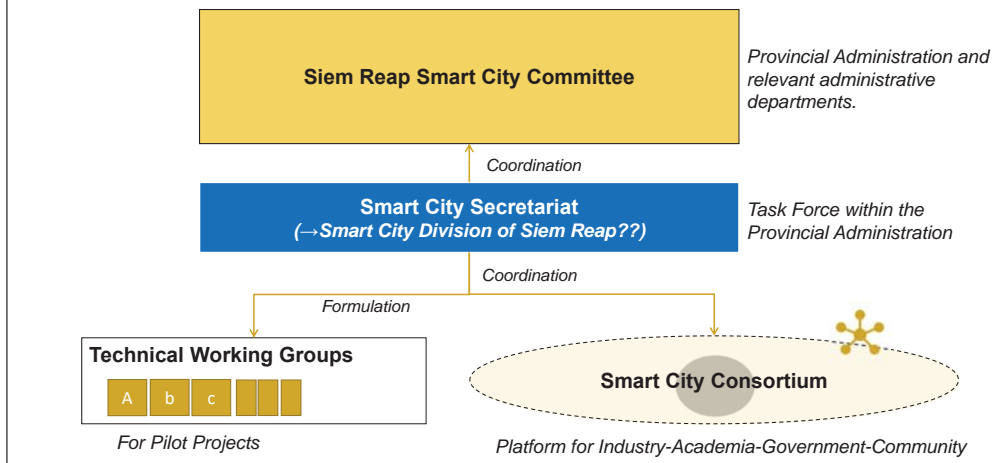 Siem Reap Smart City Committee
Provincial Administration and
relevant administrative
departments.
Coordination
Smart City Secretariat
(→Smart City Division of Siem Reap??)
Task Force within the
Provincial Administration
Coordination
Formulation
Technical Working Groups
A b c
Smart City Consortium
For Pilot Projects
Platform for Industry-Academia-Government-Community